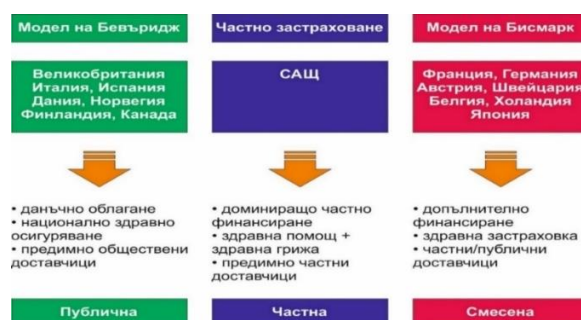 Модел на Бевъридж
Частно застраховане
Модел на Бисмарк
Великобритания
Италия, Испания
Дания, Норвегия
Финландия, Канада
САЩ
Франция, Германия
Австрия, Швейцария
Белгия, Холандия
Япония
• данъчно облагане
• национално здравно
осигуряване
• предимно обществени
доставчици
• доминиращо частно
финансиране
• здравна помощ +
здравна грижа
• предимно частни
доставчици
• допълнително
финансиране
• здравна застраховка
• частни/публични
доставчици
Публична
Частна
Смесена